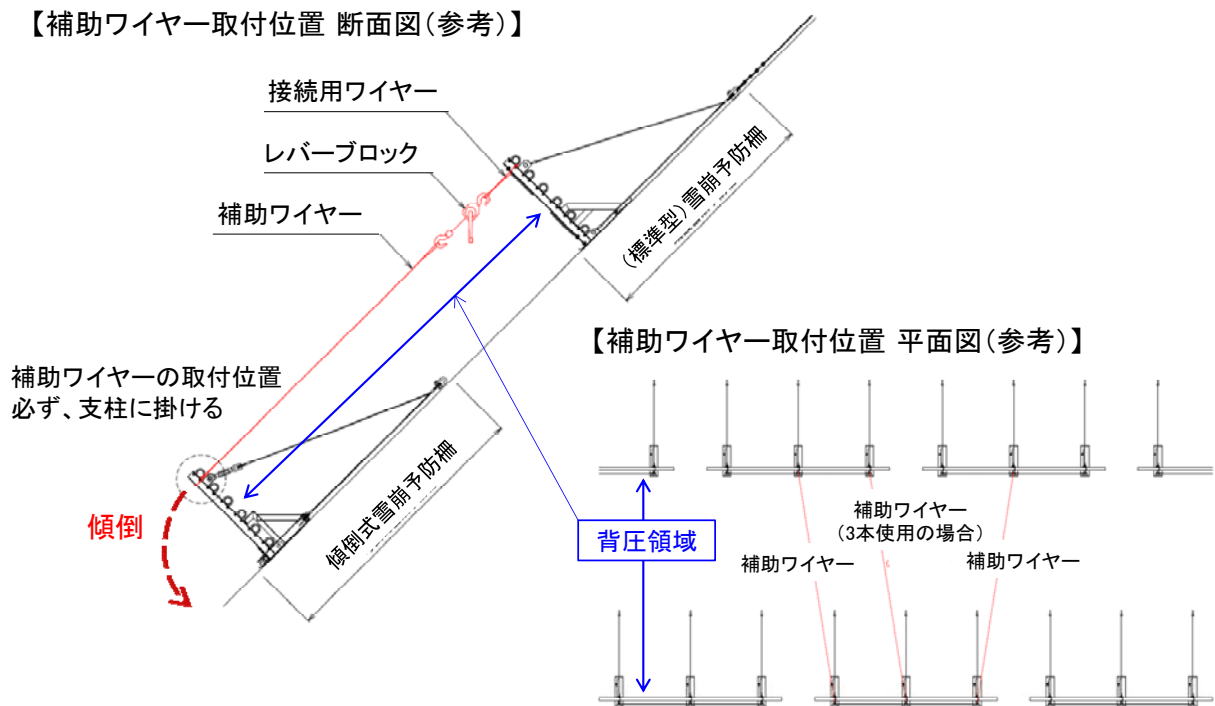 【補助ワイヤー取付位置 断面図(参考)】
接続用ワイヤー
レバーブロック
補助ワイヤー
(標準型)雪崩予防柵
補助ワイヤーの取付位置
必ず、支柱に掛ける
傾倒
傾倒式雪崩予防柵
背圧領域
【補助ワイヤー取付位置 平面図(参考)】
補助ワイヤー
(3本使用の場合)
補助ワイヤー
補助ワイヤー